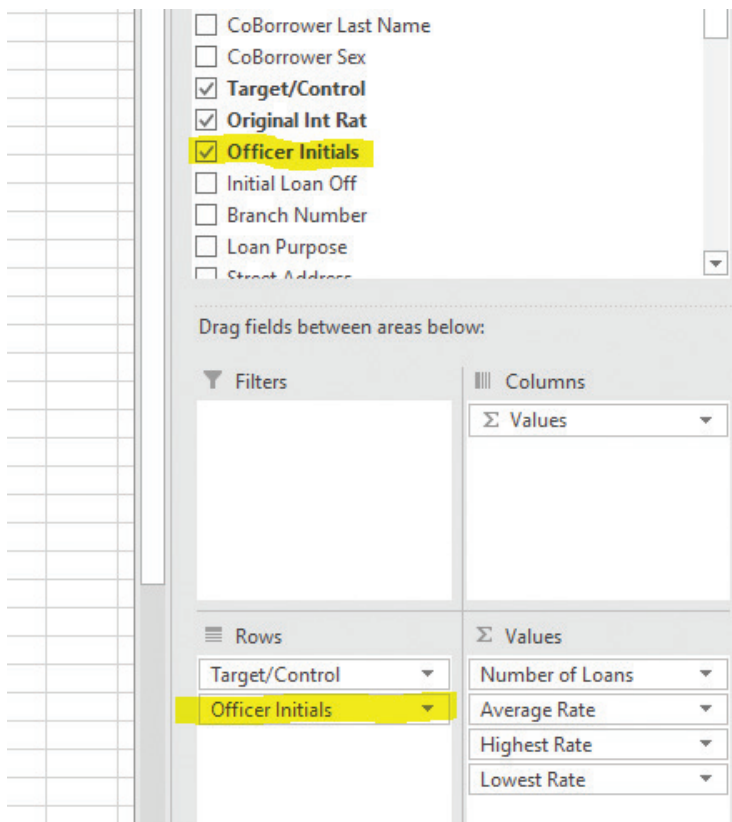 CoBorrower Last Name
CoBorrower Sex
Target/Control
Original Int Rat
Officer Initials
Initial Loan Off
Branch Number
Loan Purpose
Street Address
Drag fields between areas below:
Filters
Columns
Σ Values
Rows
Σ Values
Target/Control
Number of Loans
Officer Initials
Average Rate
Highest Rate
Lowest Rate